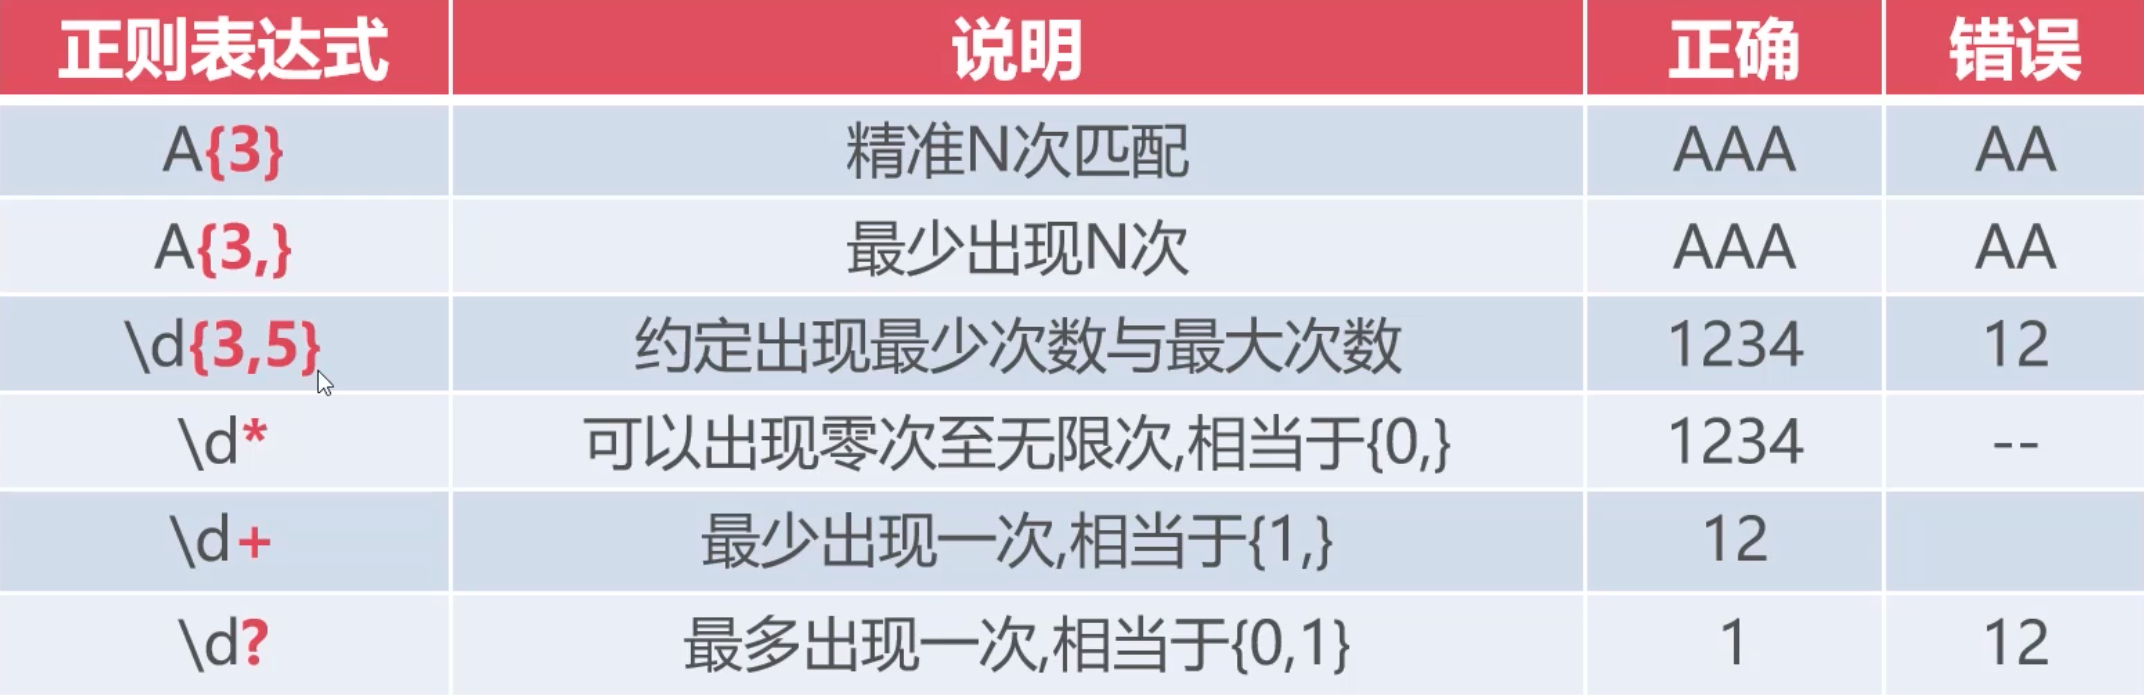 正则表达式 说明 正确 错误
A{3} 精准N次匹配 AAA AA
A{3,} 最少出现N次 AAA AA
\d{3,5} 约定出现最少次数与最大次数 1234 12
\d* 可以出现零次至无限次,相当于{0,} 1234 --
\d+ 最少出现一次,相当于{1,} 12
\d? 最多出现一次,相当于{0,1} 1 12